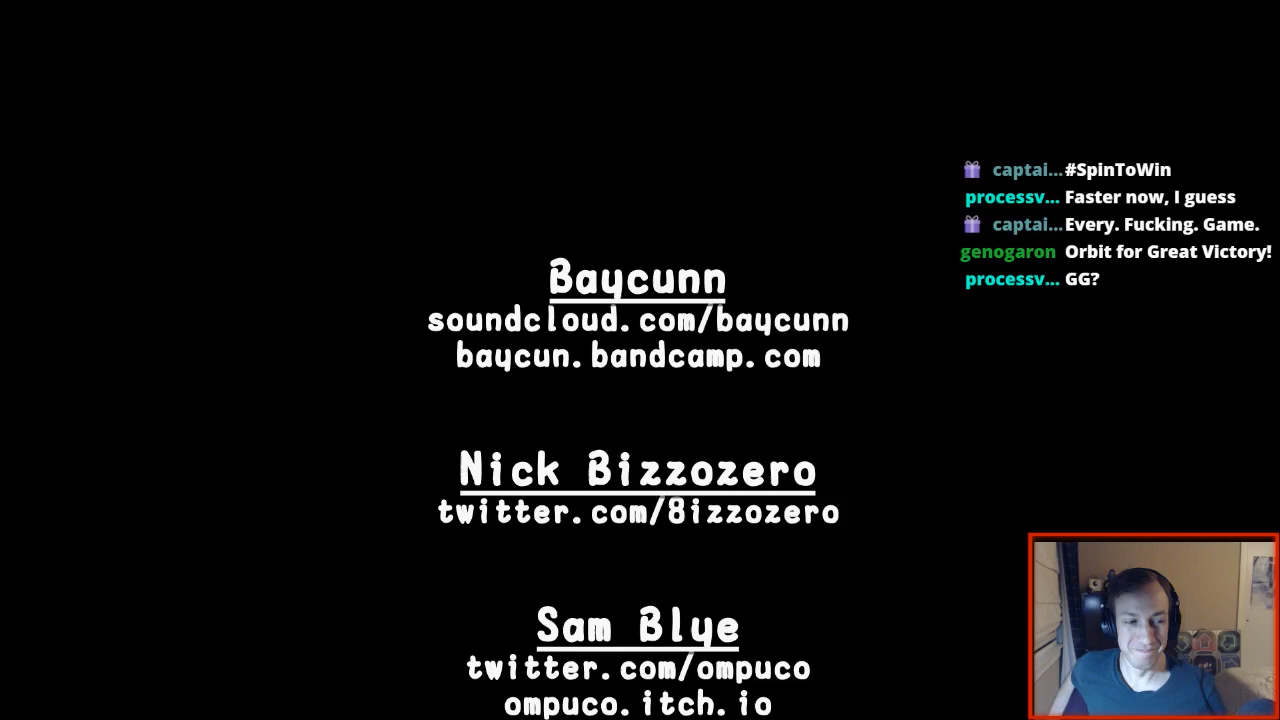 captai... #SpinToWin
processv... Faster now, I guess
captai... Every. Fucking. Game.
genogaron Orbit for Great Victory!
processv... GG?
Baycunn
soundcloud.com/baycunn
baycun.bandcamp.com
Nick Bizzozero
twitter.com/8izzozero
Sam Blye
twitter.com/ompuco
ompuco.itch.io